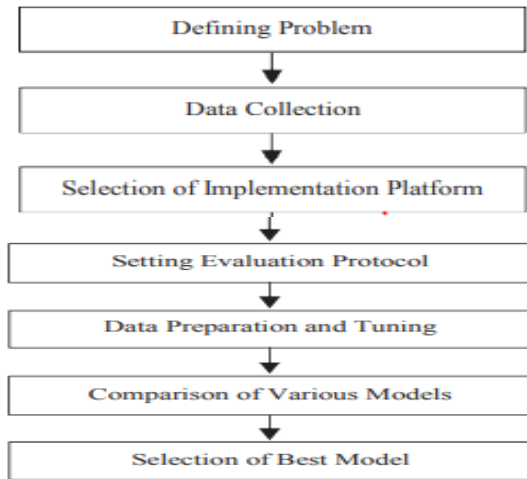 Defining Problem
Data Collection
Selection of Implementation Platform
Setting Evaluation Protocol
Data Preparation and Tuning
Comparison of Various Models
Selection of Best Model